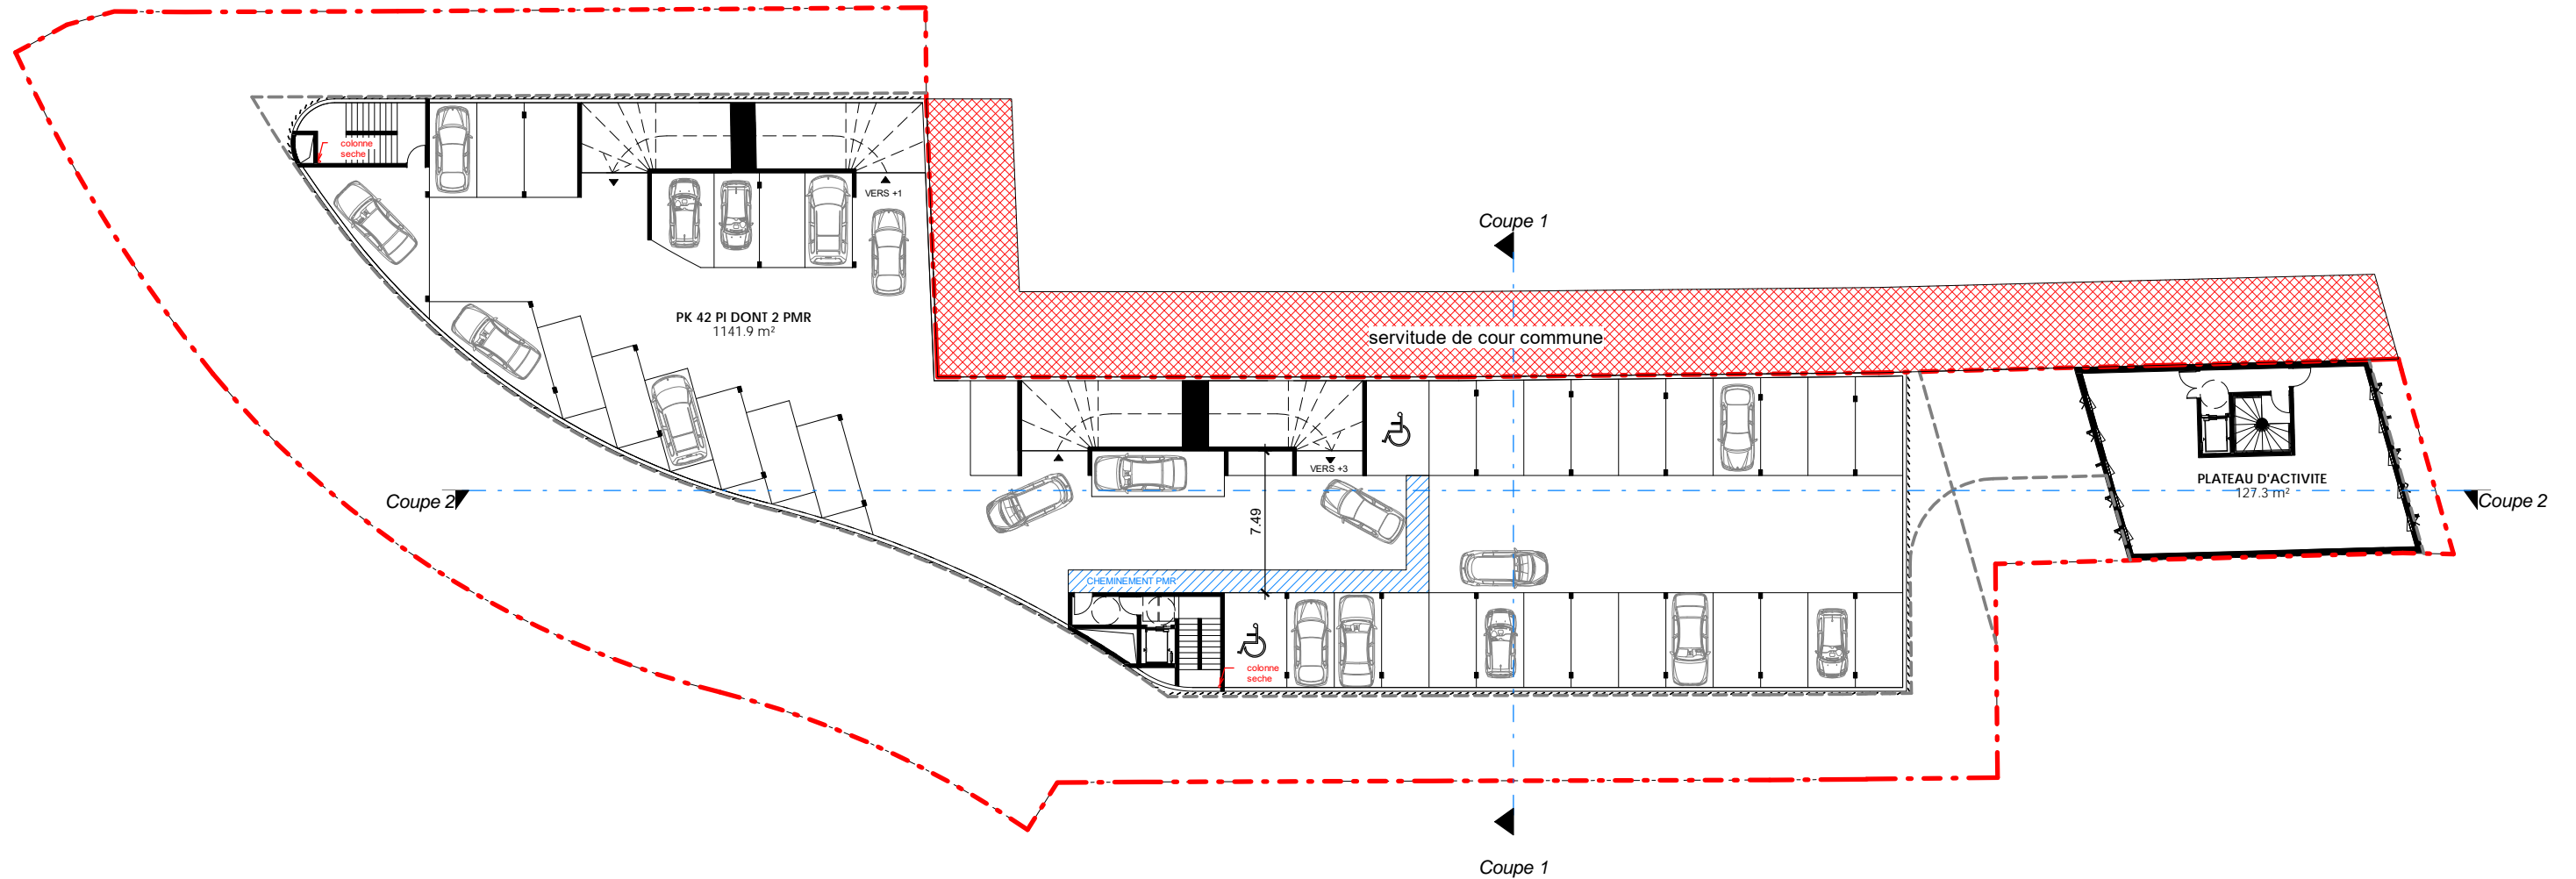 colonne
seche
VERS +1
Coupe 1
PK 42 PI DONT 2 PMR
1141.9 m²
servitude de cour commune
VERS +3
Coupe 2
PLATEAU D'ACTIVITE
127.3 m²
Coupe 2
7.49
CHEMINEMENT PMR
colonne
seche
Coupe 1